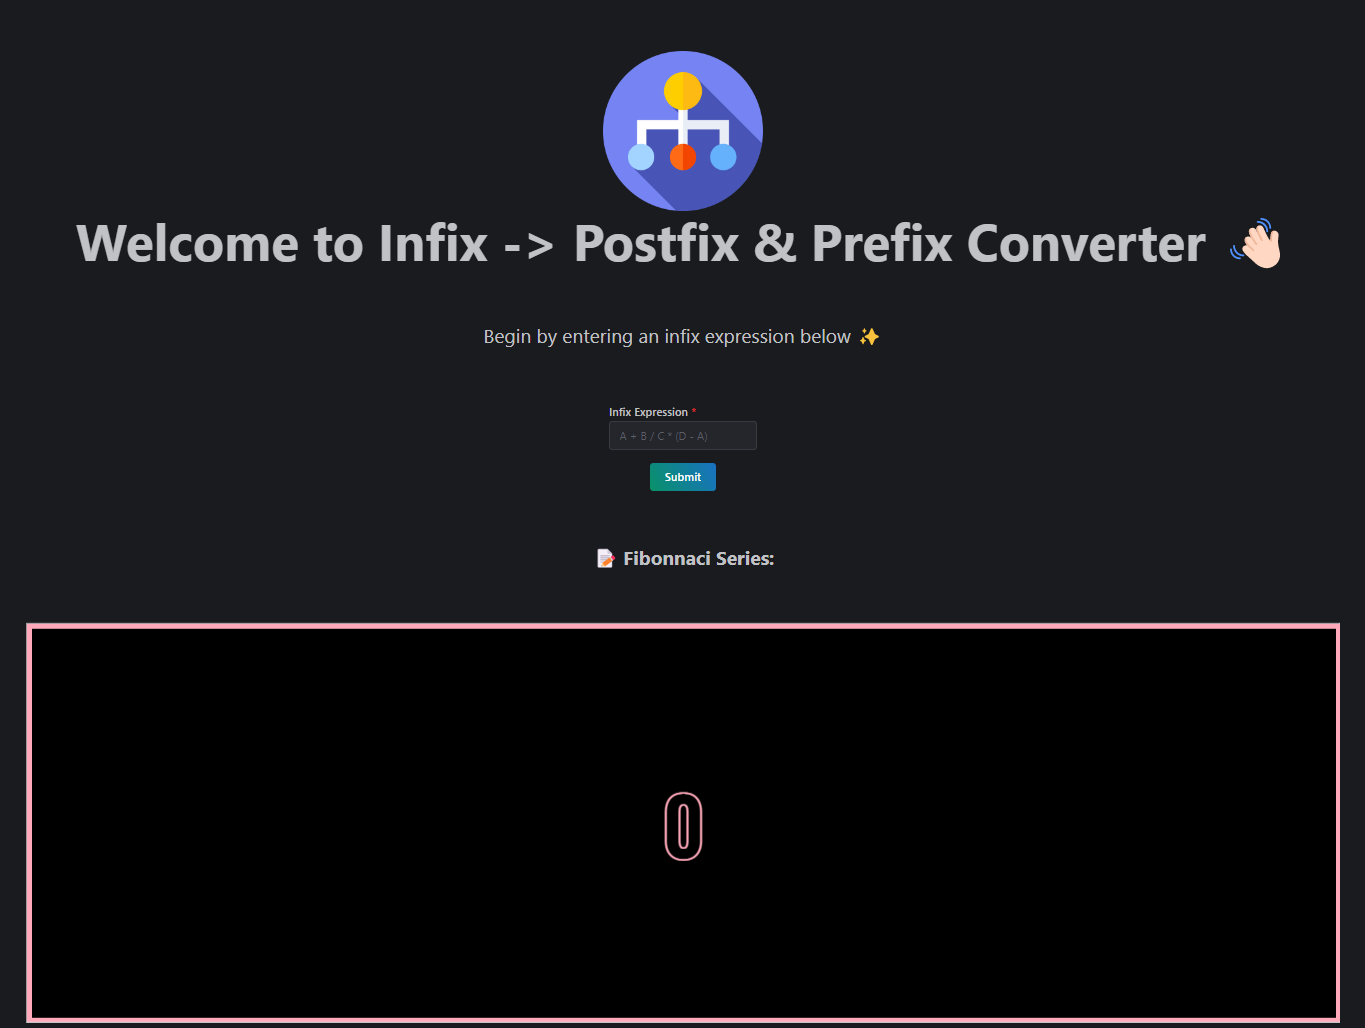 Welcome to Infix -> Postfix & Prefix Converter 👋🏻
Begin by entering an infix expression below ✨
Infix Expression *
A + B / C * (D - A)
Submit
📝 Fibonnaci Series:
0